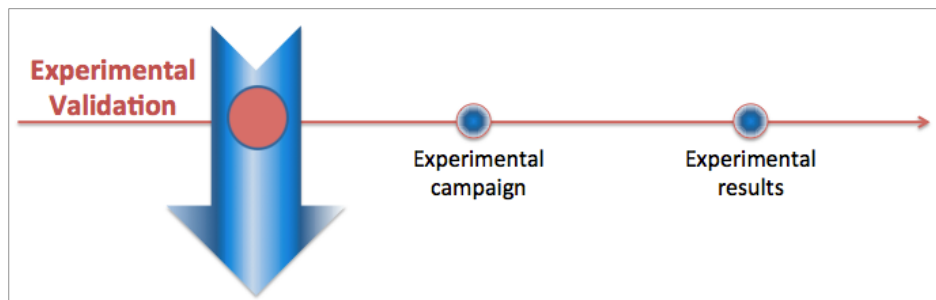 Experimental
Validation
Experimental
campaign
Experimental
results